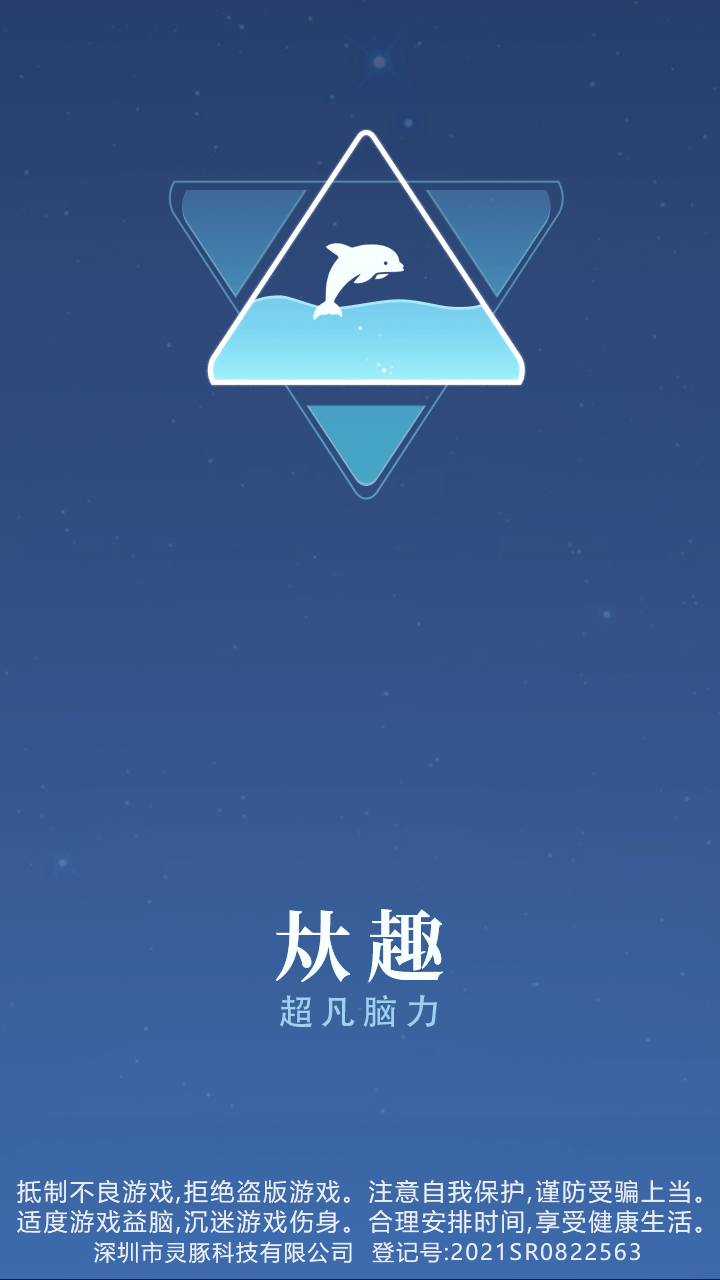 夶趣
超凡脑力
抵制不良游戏,拒绝盗版游戏。注意自我保护,谨防受骗上当。
适度游戏益脑,沉迷游戏伤身。合理安排时间,享受健康生活。
深圳市灵豚科技有限公司 登记号:2021SR0822563